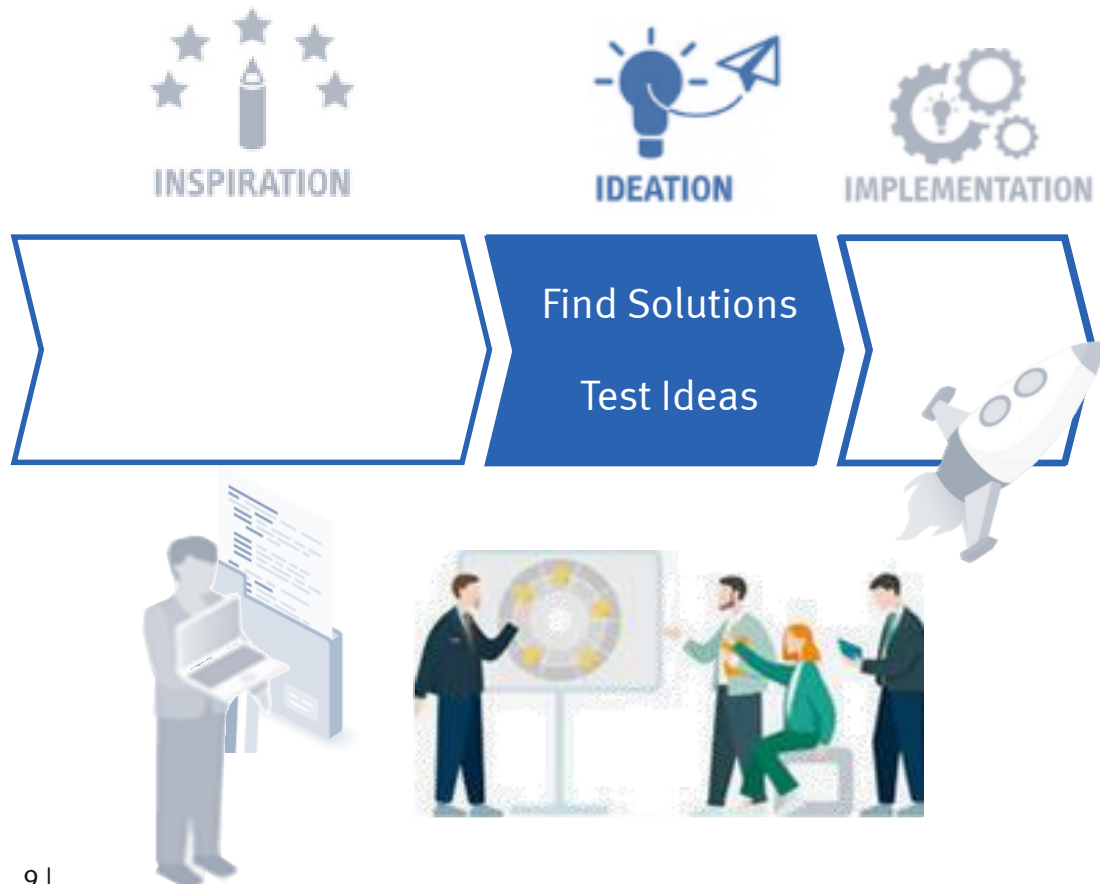 INSPIRATION
IDEATION
IMPLEMENTATION
Find Solutions
Test Ideas
9 |